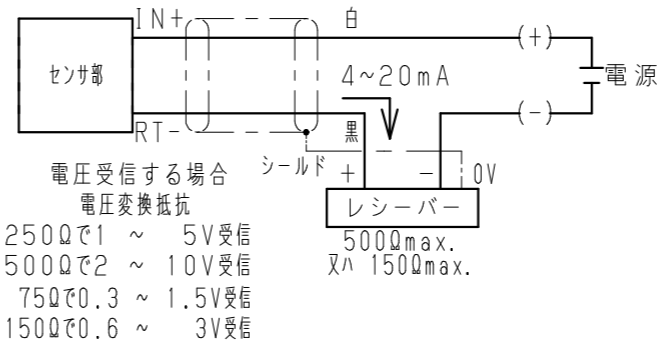 IN+
白
(+)
センサ部
4~20mA
電源
RT-
黒
(-)
シールド
+
-
0V
レシーバー
500Ωmax.
又ハ 150Ωmax.
電圧受信する場合
電圧変換抵抗
250Ωで1 ~ 5V受信
500Ωで2 ~ 10V受信
75Ωで0.3 ~ 1.5V受信
150Ωで0.6 ~ 3V受信